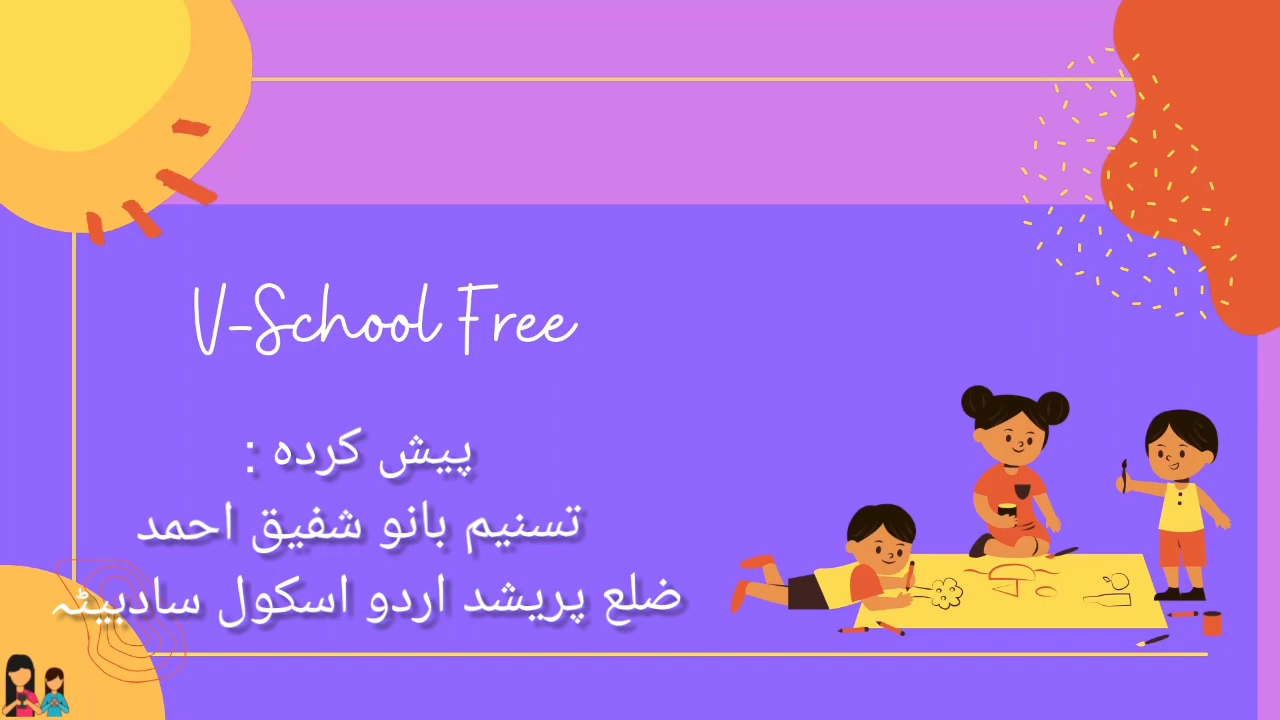 V-School Free
پیش کردہ :
تسنیم بانو شفیق احمد
ضلع پریشد اردو اسکول سادبیٹہ